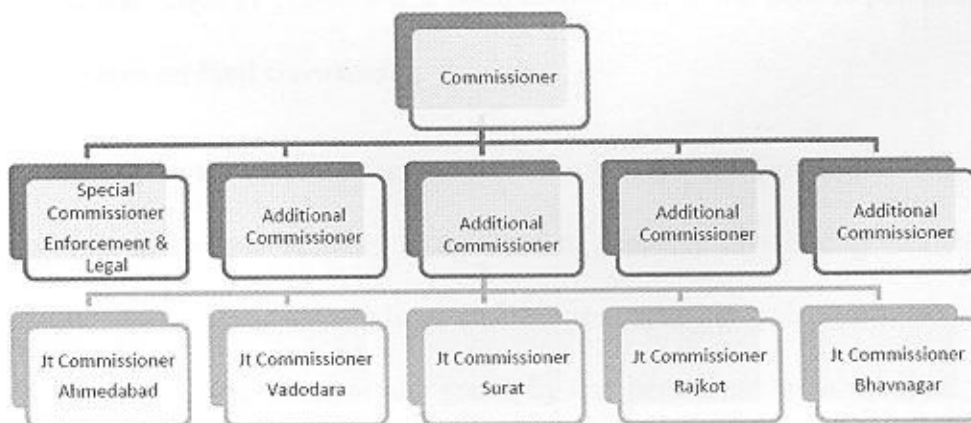 Commissioner
Special
Commissioner
Enforcement &
Legal
Additional
Commissioner
Additional
Commissioner
Additional
Commissioner
Additional
Commissioner
Jt Commissioner
Ahmedabad
Jt Commissioner
Vadodara
Jt Commissioner
Surat
Jt Commissioner
Rajkot
Jt Commissioner
Bhavnagar